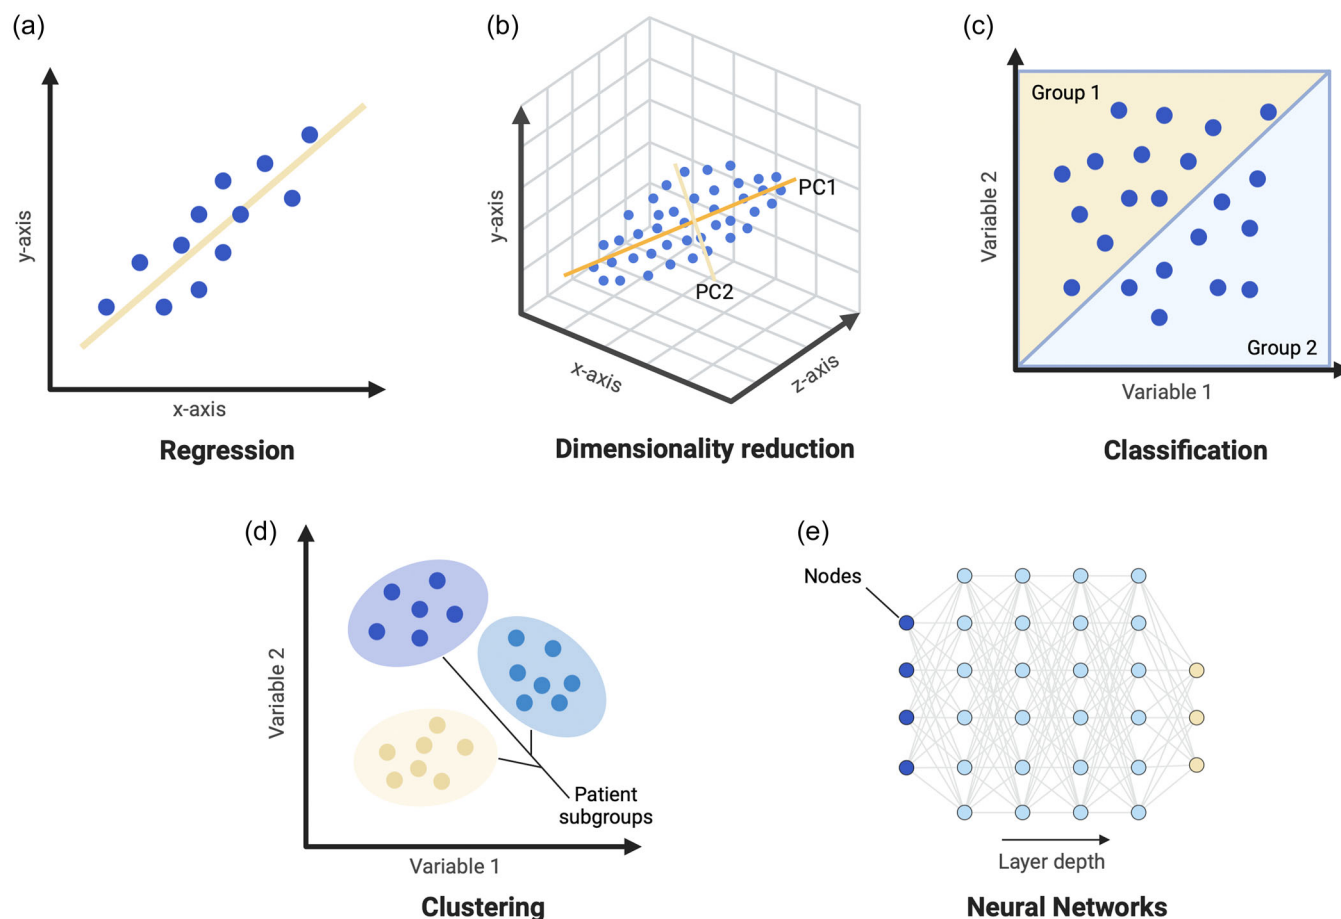 (a)
y-axis
x-axis
Regression
(b)
y-axis
x-axis
z-axis
PC1
PC2
Dimensionality reduction
(c)
Variable 2
Group 1
Group 2
Variable 1
Classification
(d)
Variable 2
Patient
subgroups
Variable 1
Clustering
(e)
Nodes
Layer depth
Neural Networks